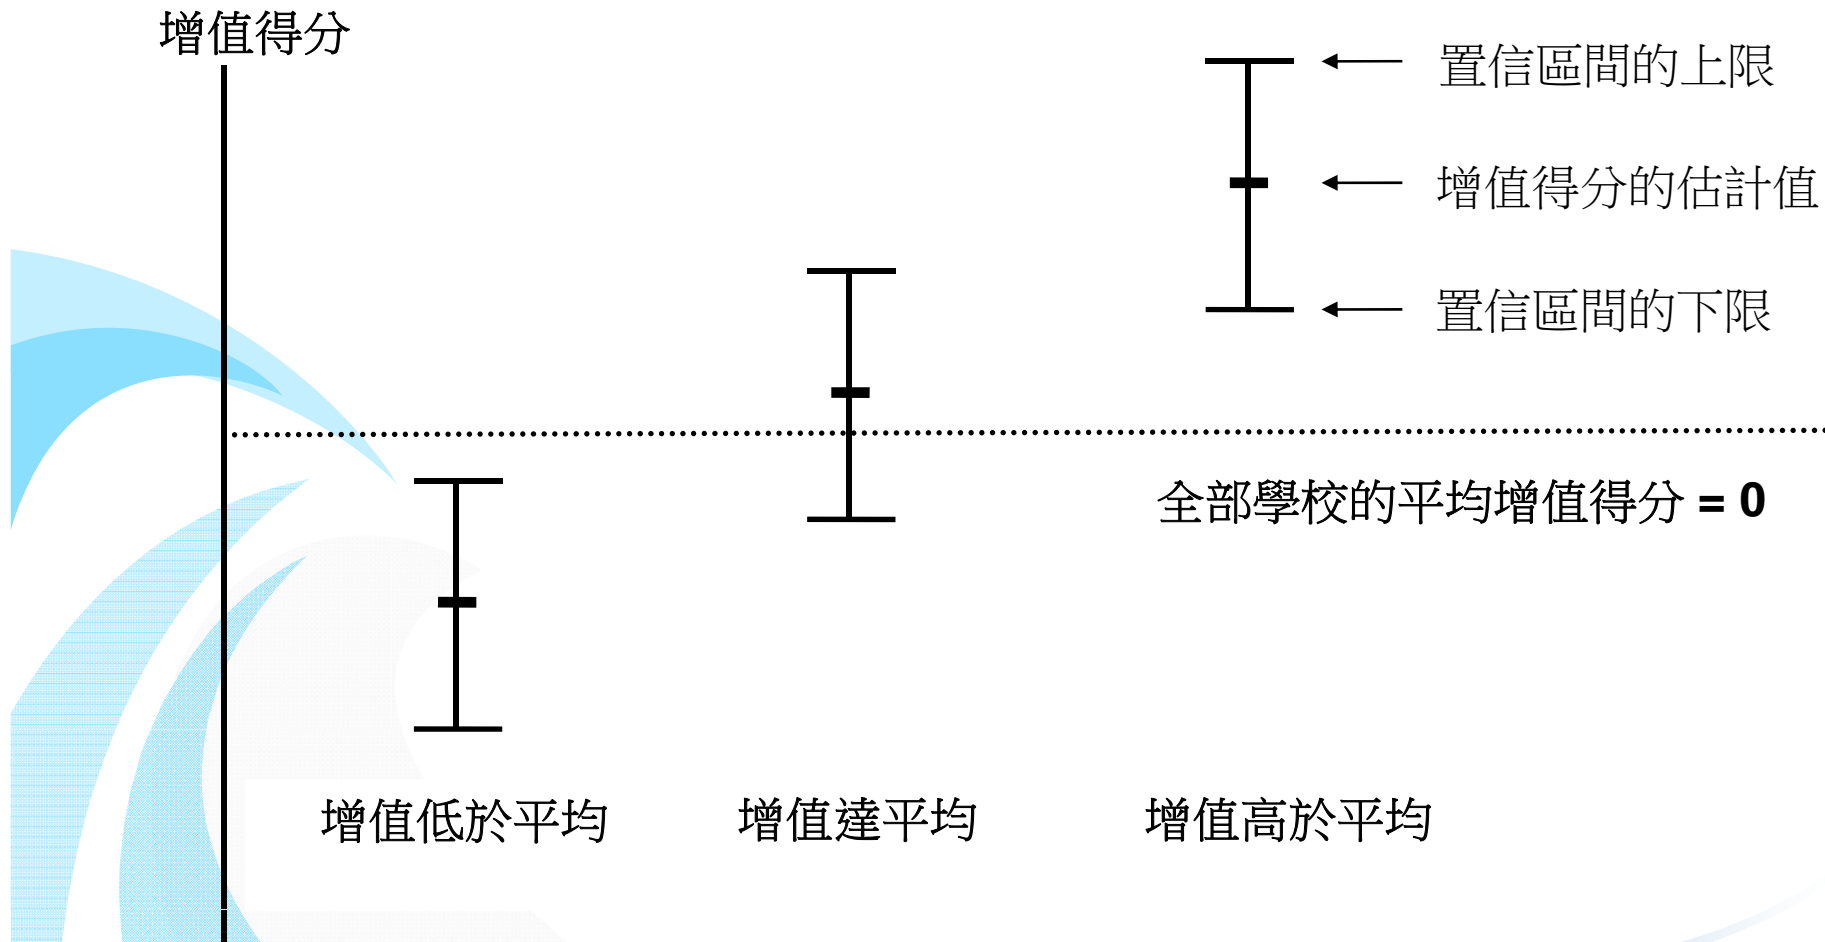 增值得分
置信區間的上限
增值得分的估計值
置信區間的下限
全部學校的平均增值得分 = 0
增值低於平均
增值達平均
增值高於平均